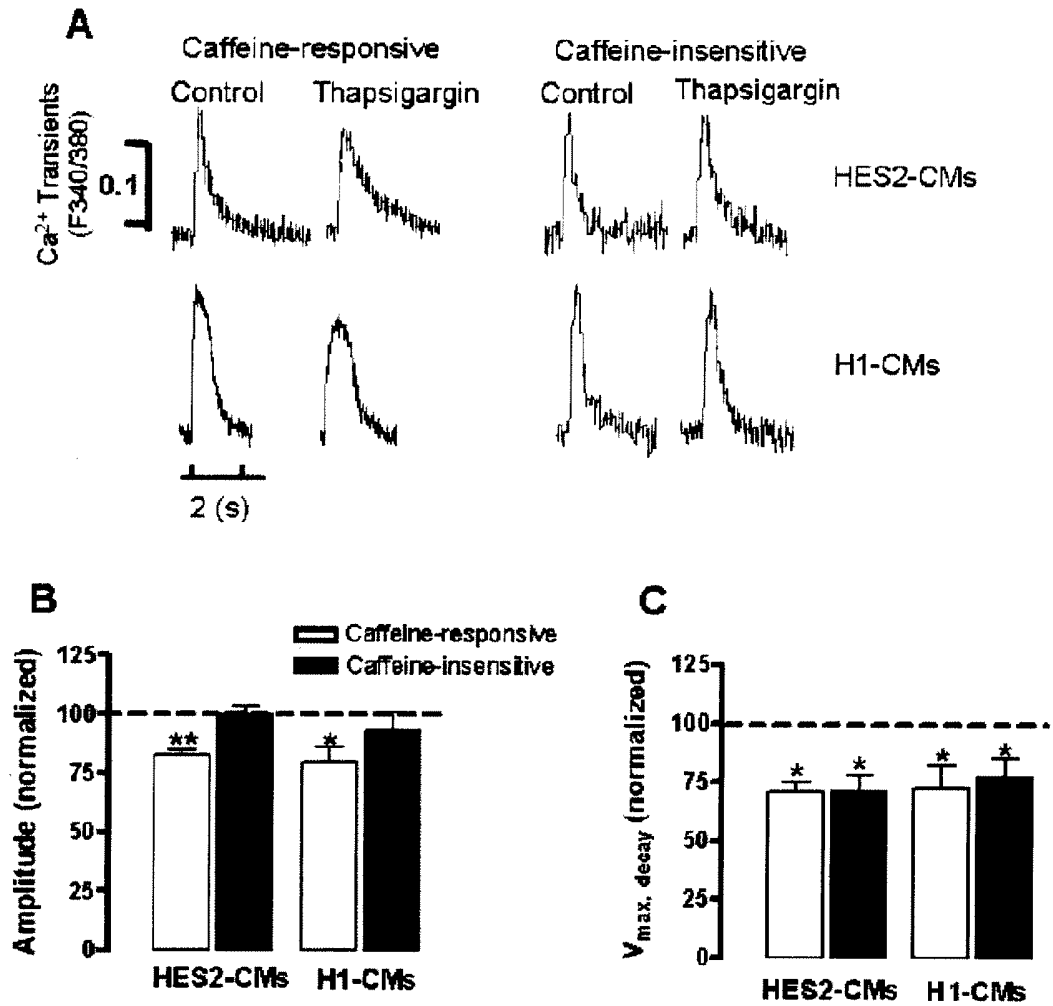 A
Caffeine-responsive
Caffeine-insensitive
Control
Thapsigargin
Control
Thapsigargin
Ca2+ Transients
(F340/380)
0.1
HES2-CMs
H1-CMs
2 (s)
B
Caffeine-responsive
Caffeine-insensitive
Amplitude (normalized)
125
100
75
50
25
0
**
*
HES2-CMs
H1-CMs
C
Vmax, decay (normalized)
125
100
75
50
25
0
*
*
*
*
HES2-CMs
H1-CMs